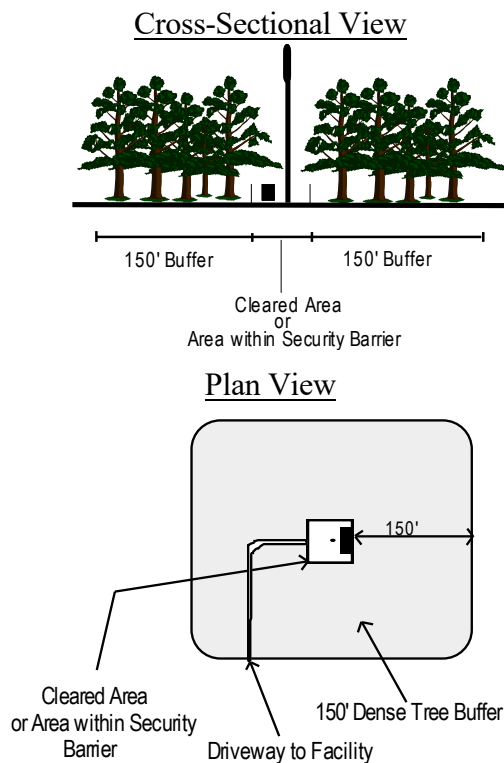 Cross-Sectional View
150' Buffer
150' Buffer
Cleared Area
or
Area within Security Barrier
Plan View
150'
Cleared Area
or Area within Security
Barrier
150' Dense Tree Buffer
Driveway to Facility